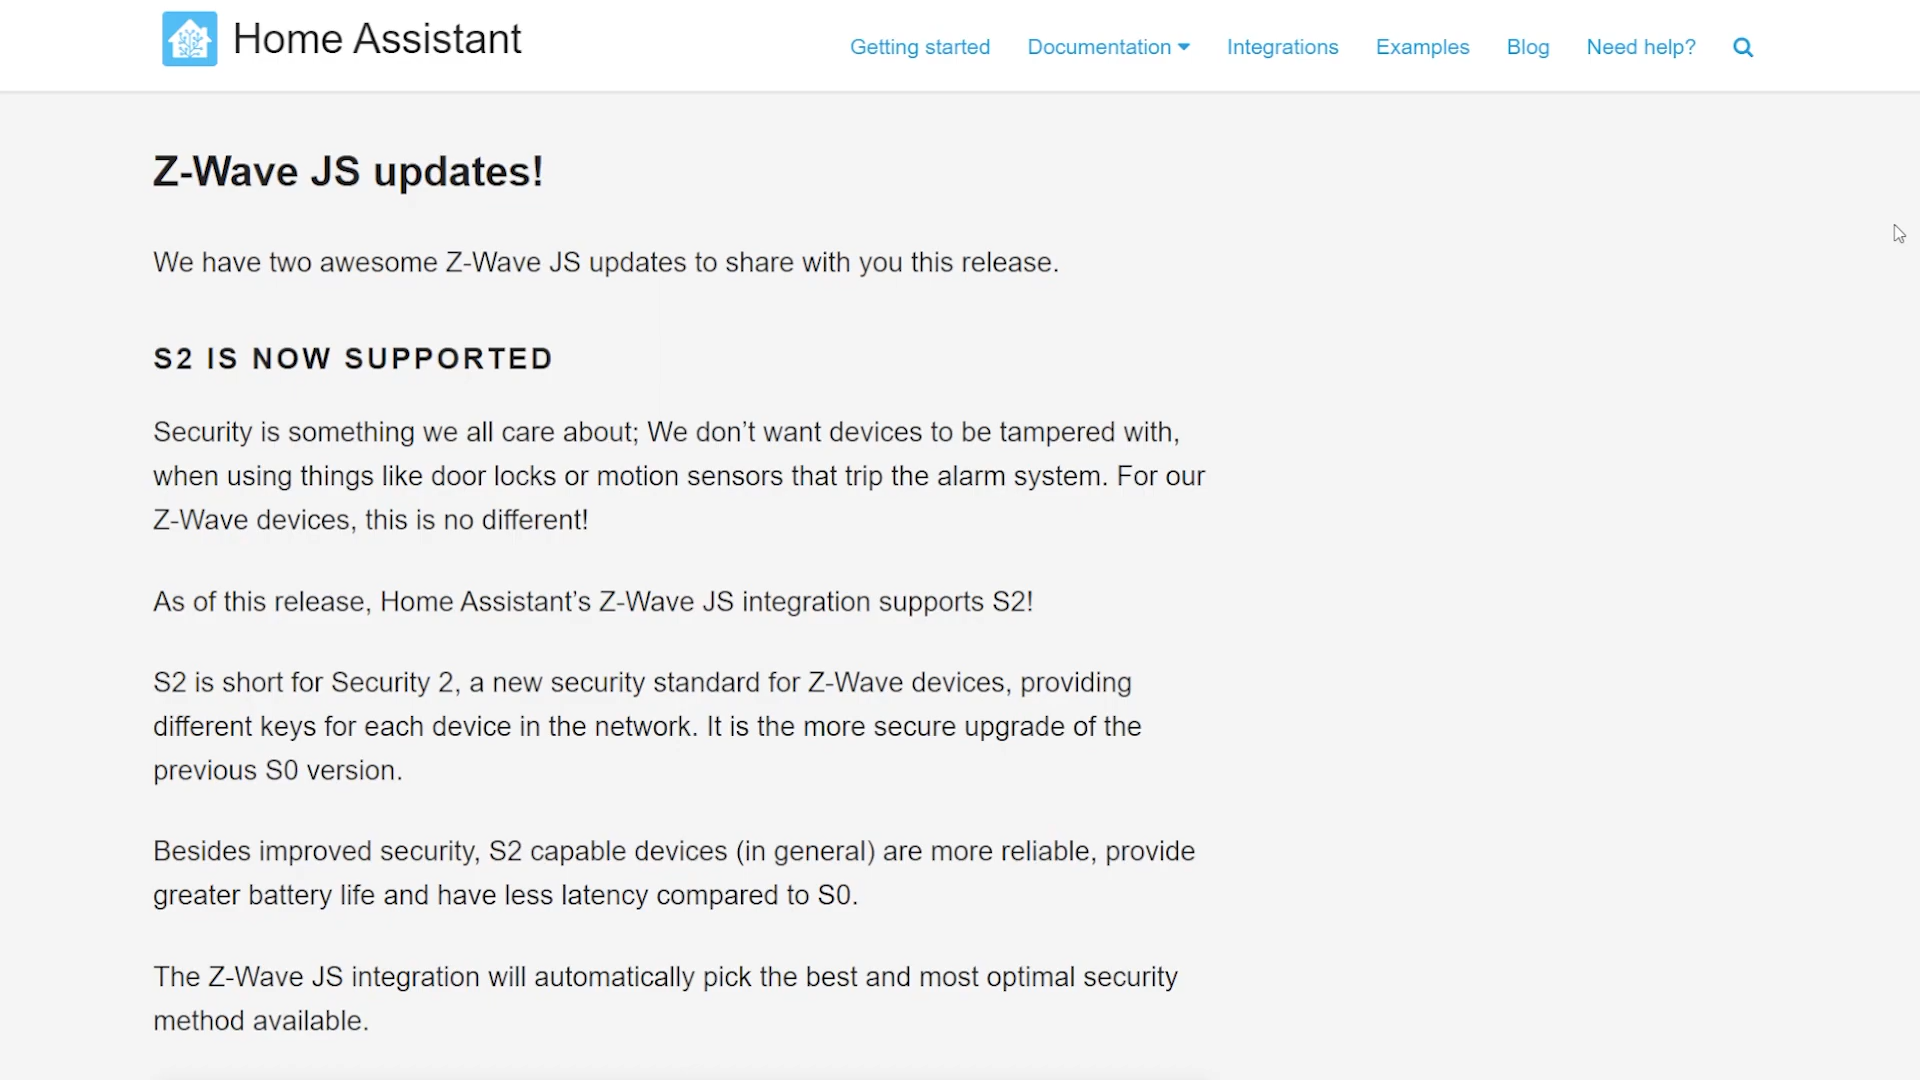 Home Assistant
Getting started Documentation Integrations Examples Blog Need help?
Z-Wave JS updates!
We have two awesome Z-Wave JS updates to share with you this release.
S2 IS NOW SUPPORTED
Security is something we all care about; We don’t want devices to be tampered with,
when using things like door locks or motion sensors that trip the alarm system. For our
Z-Wave devices, this is no different!
As of this release, Home Assistant’s Z-Wave JS integration supports S2!
S2 is short for Security 2, a new security standard for Z-Wave devices, providing
different keys for each device in the network. It is the more secure upgrade of the
previous S0 version.
Besides improved security, S2 capable devices (in general) are more reliable, provide
greater battery life and have less latency compared to S0.
The Z-Wave JS integration will automatically pick the best and most optimal security
method available.